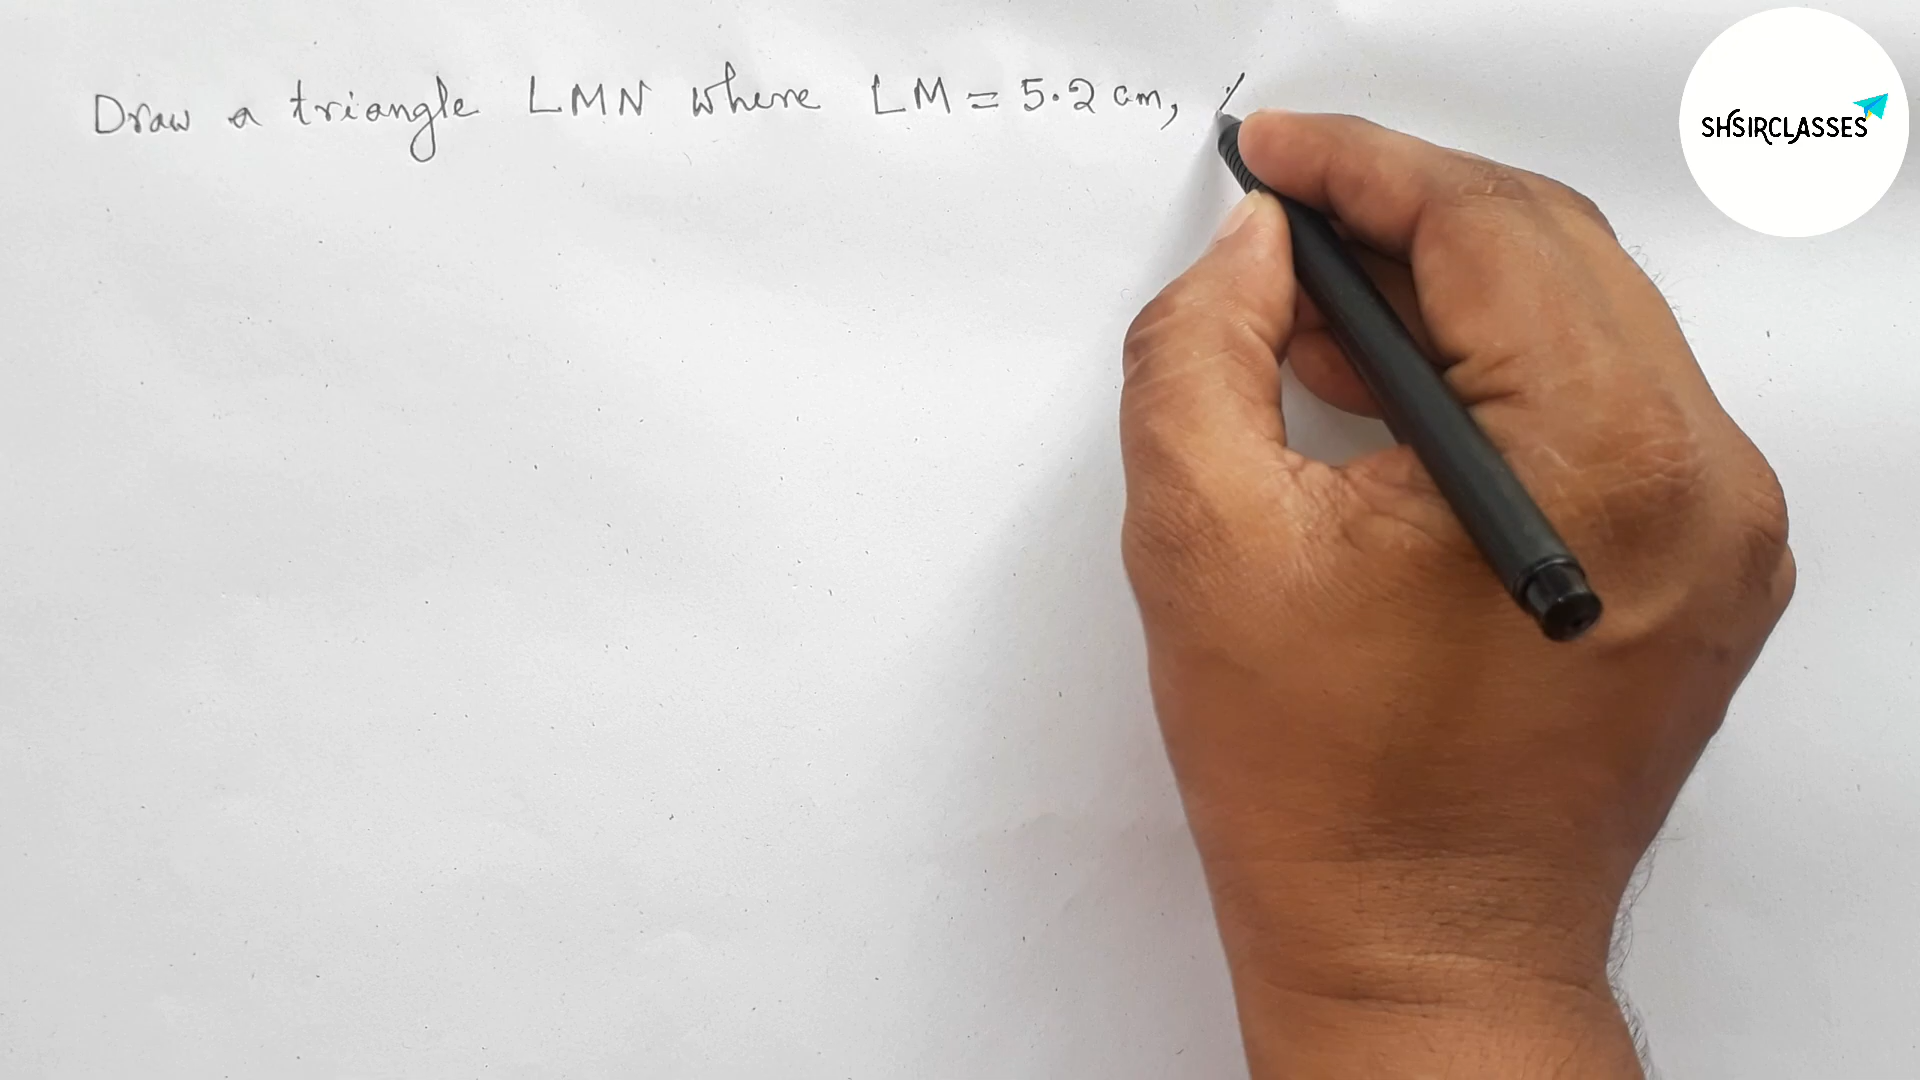 Draw a triangle LMN where LM = 5.2 cm,
SHSIRCLASSES